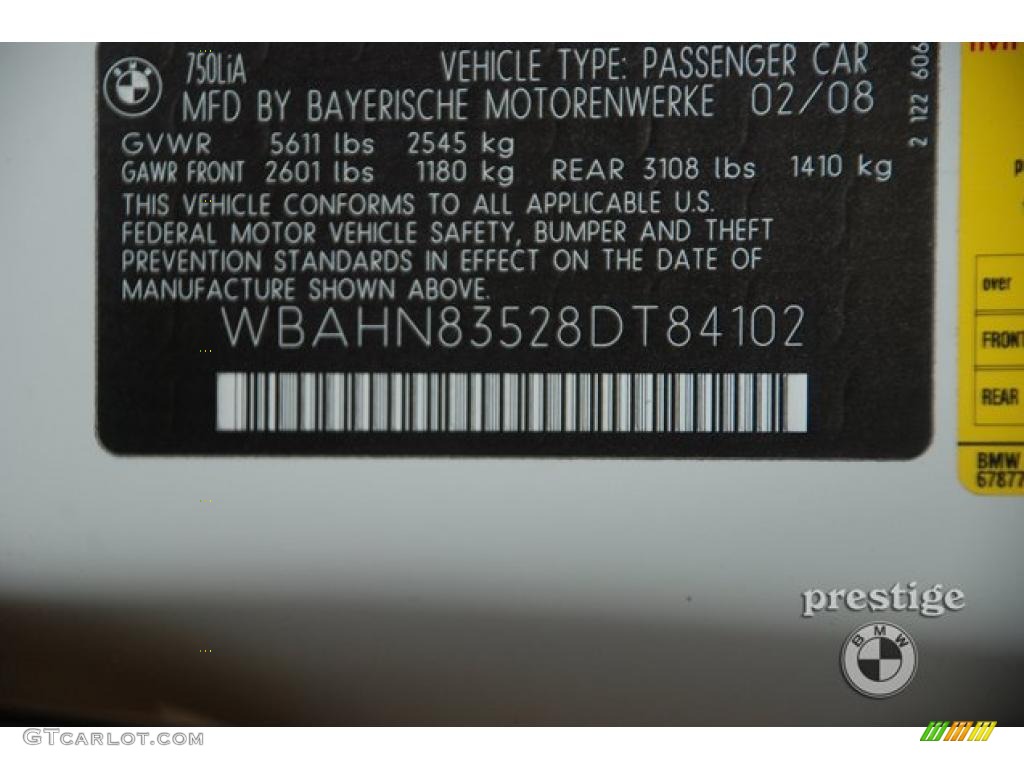 750LiA VEHICLE TYPE: PASSENGER CAR
MFD BY BAYERISCHE MOTORENWERKE 02/08
GVWR 5611 lbs 2545 kg
GAWR FRONT 2601 lbs 1180 kg REAR 3108 lbs 1410 kg
THIS VEHICLE CONFORMS TO ALL APPLICABLE U.S.
FEDERAL MOTOR VEHICLE SAFETY, BUMPER AND THEFT
PREVENTION STANDARDS IN EFFECT ON THE DATE OF
MANUFACTURE SHOWN ABOVE.
WBAHN83528DT84102
2 122 606
over
FRONT
REAR
BMW
67877
prestige
BMW
GTCARLOT.COM